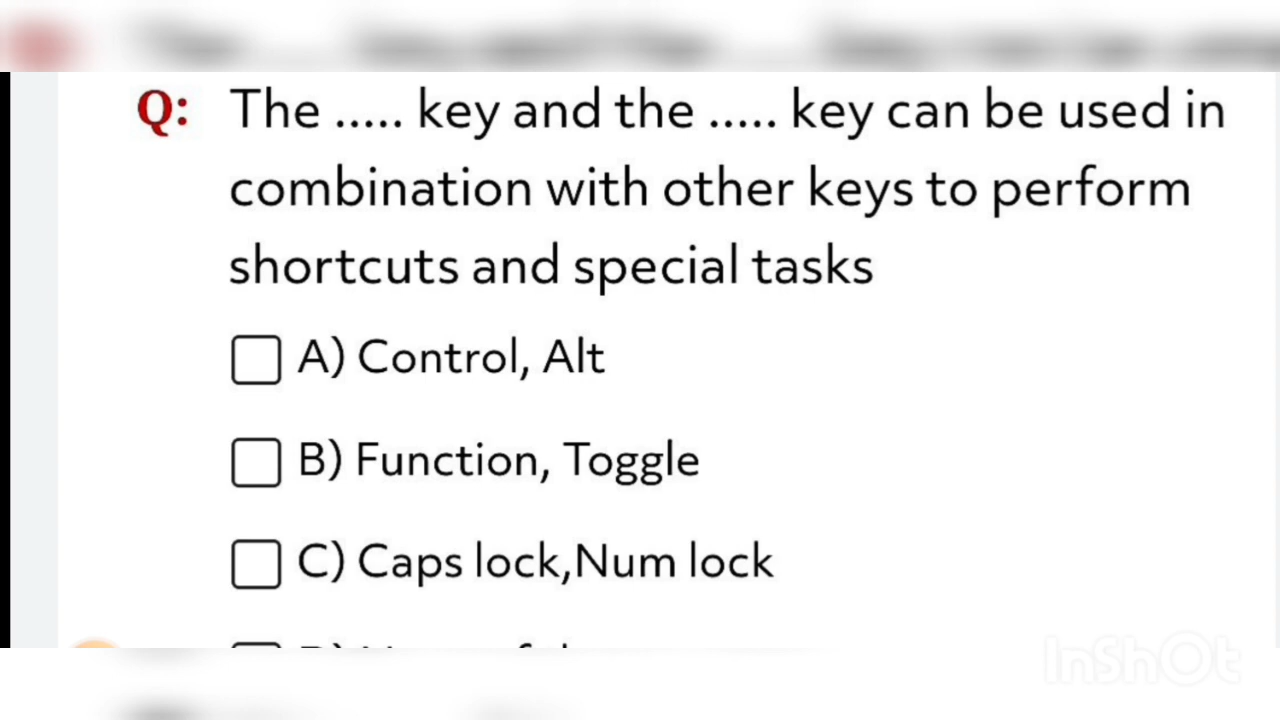 Q: The ..... key and the ..... key can be used in
combination with other keys to perform
shortcuts and special tasks
A) Control, Alt
B) Function, Toggle
C) Caps lock,Num lock
InShOt